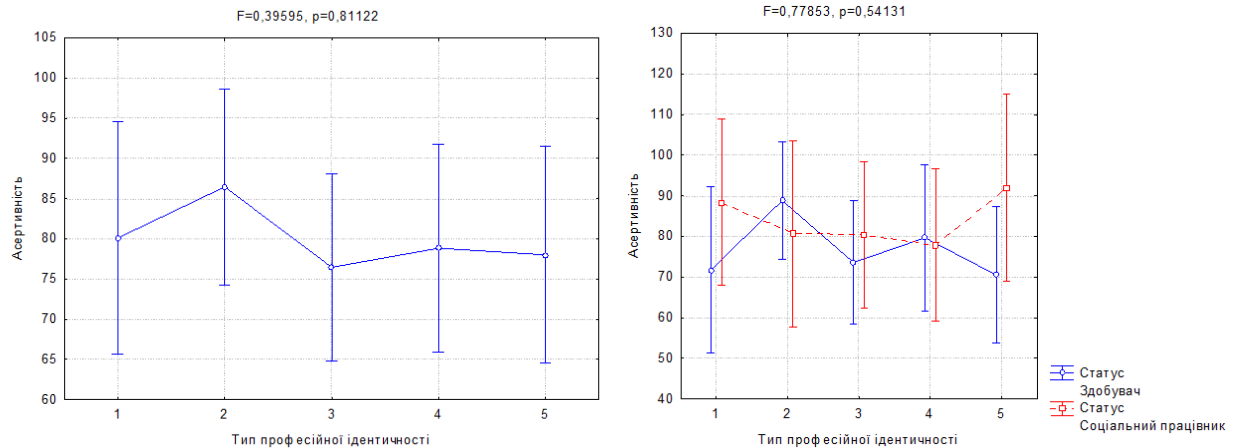 F=0,39595, p=0,81122
105
100
95
90
85
80
75
70
65
60
Асертивність
1 2 3 4 5
Тип професійної ідентичності
F=0,77853, p=0,54131
130
120
110
100
90
80
70
60
50
40
Асертивність
1 2 3 4 5
Тип професійної ідентичності
Статус
Здобувач
Статус
Соціальний працівник